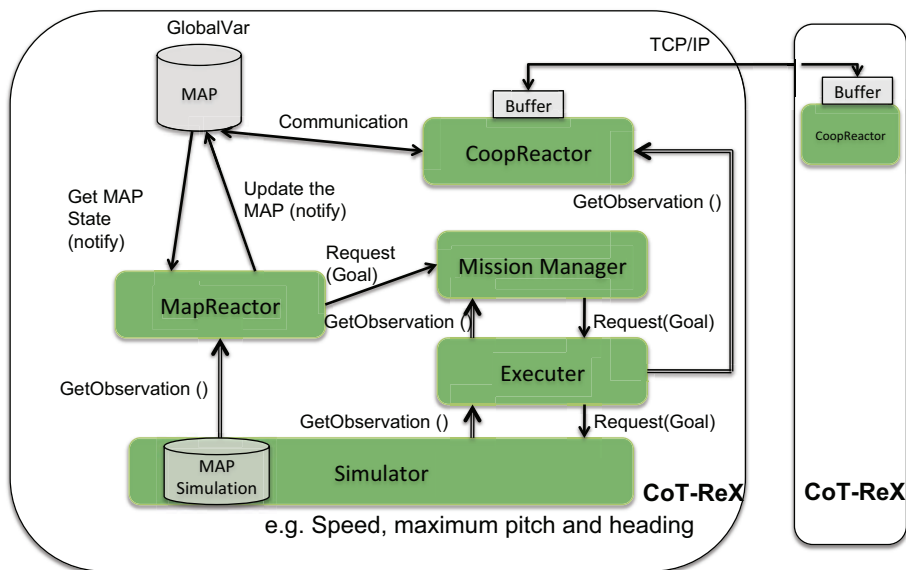 GlobalVar
MAP
TCP/IP
Buffer
Buffer
Communication
CoopReactor
CoopReactor
Get MAP
State
(notify)
Update the
MAP (notify)
GetObservation ()
Request
(Goal)
Mission Manager
MapReactor
GetObservation ()
Request(Goal)
Executer
GetObservation ()
GetObservation ()
Request(Goal)
MAP
Simulation
Simulator
CoT-ReX
CoT-ReX
e.g. Speed, maximum pitch and heading